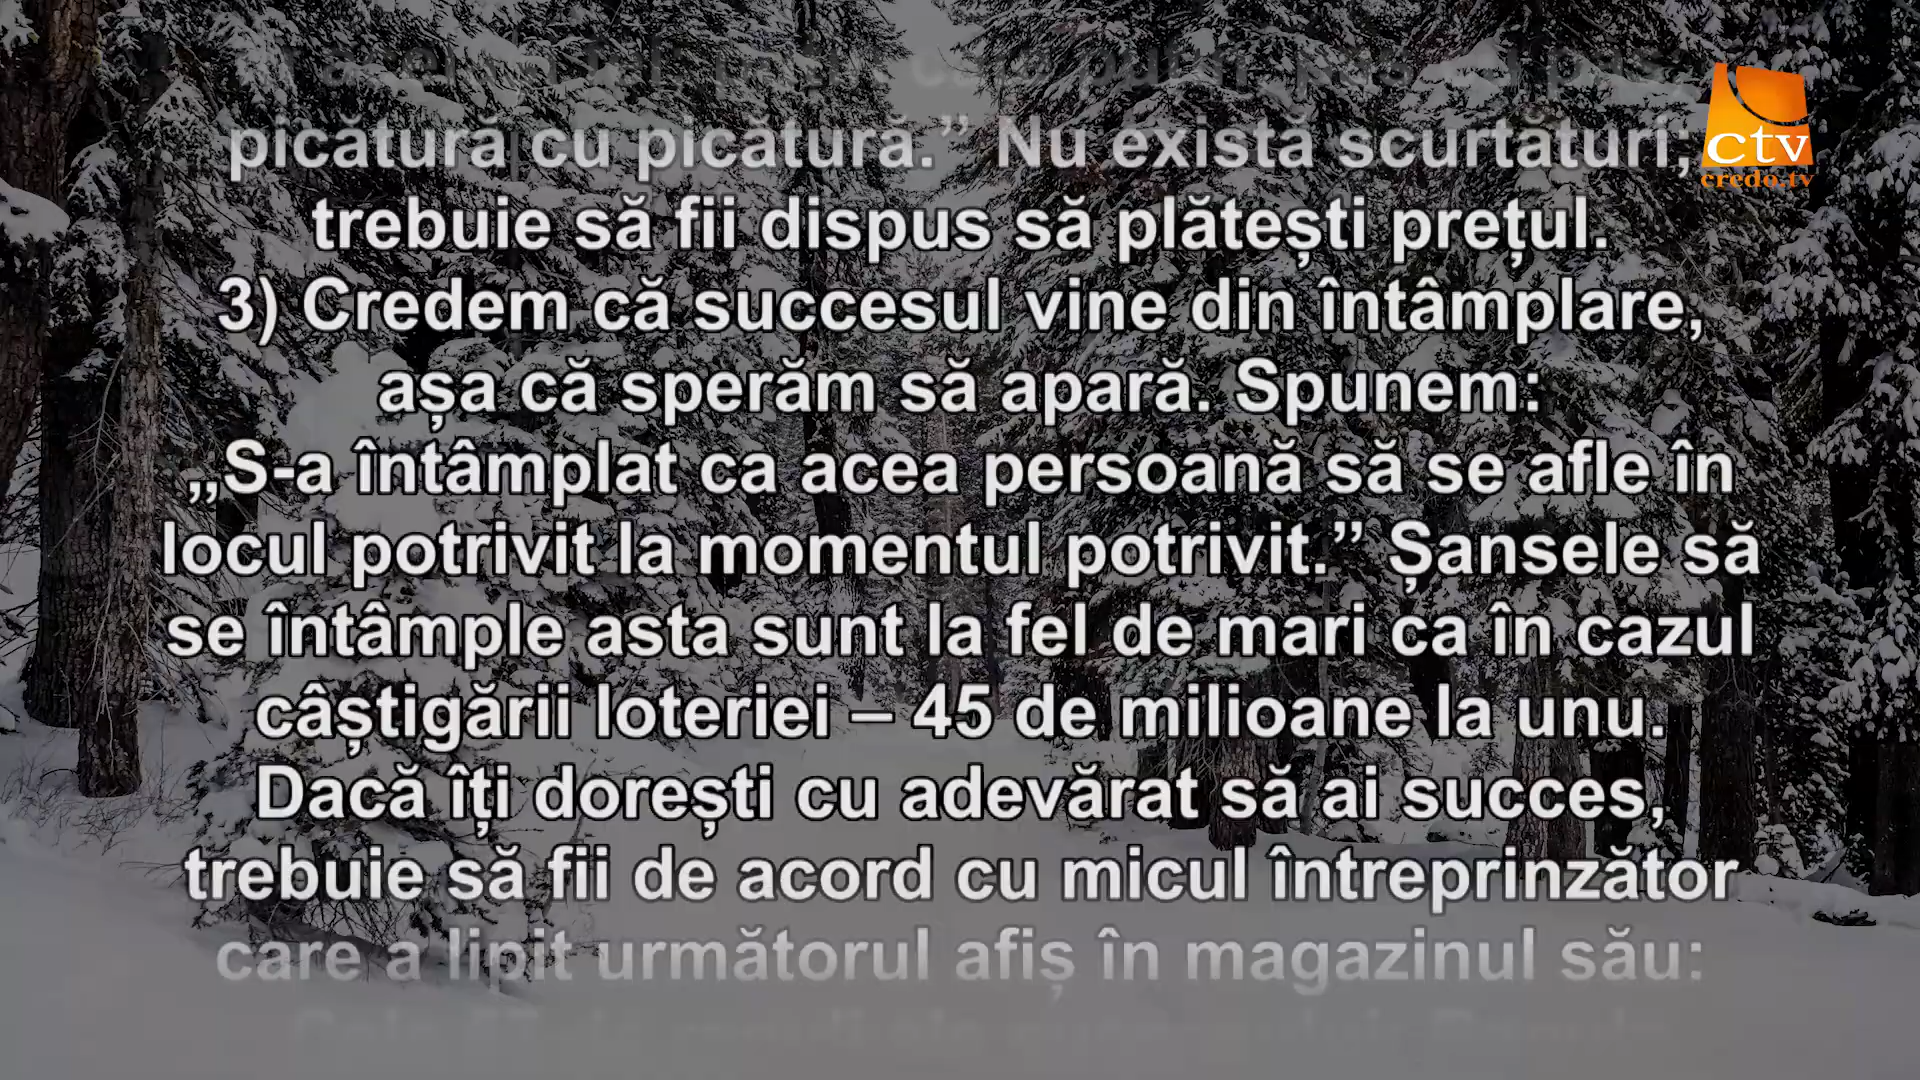 picătură cu picătură.” Nu există scurtături;
trebuie să fii dispus să plătești prețul.
3) Credem că succesul vine din întâmplare,
așa că sperăm să apară. Spunem:
„S-a întâmplat ca acea persoană să se afle în
locul potrivit la momentul potrivit.” Șansele să
se întâmple asta sunt la fel de mari ca în cazul
câștigării loteriei – 45 de milioane la unu.
Dacă îți dorești cu adevărat să ai succes,
trebuie să fii de acord cu micul întreprinzător
care a lipit următorul afiș în magazinul său:
ctv
credo.tv